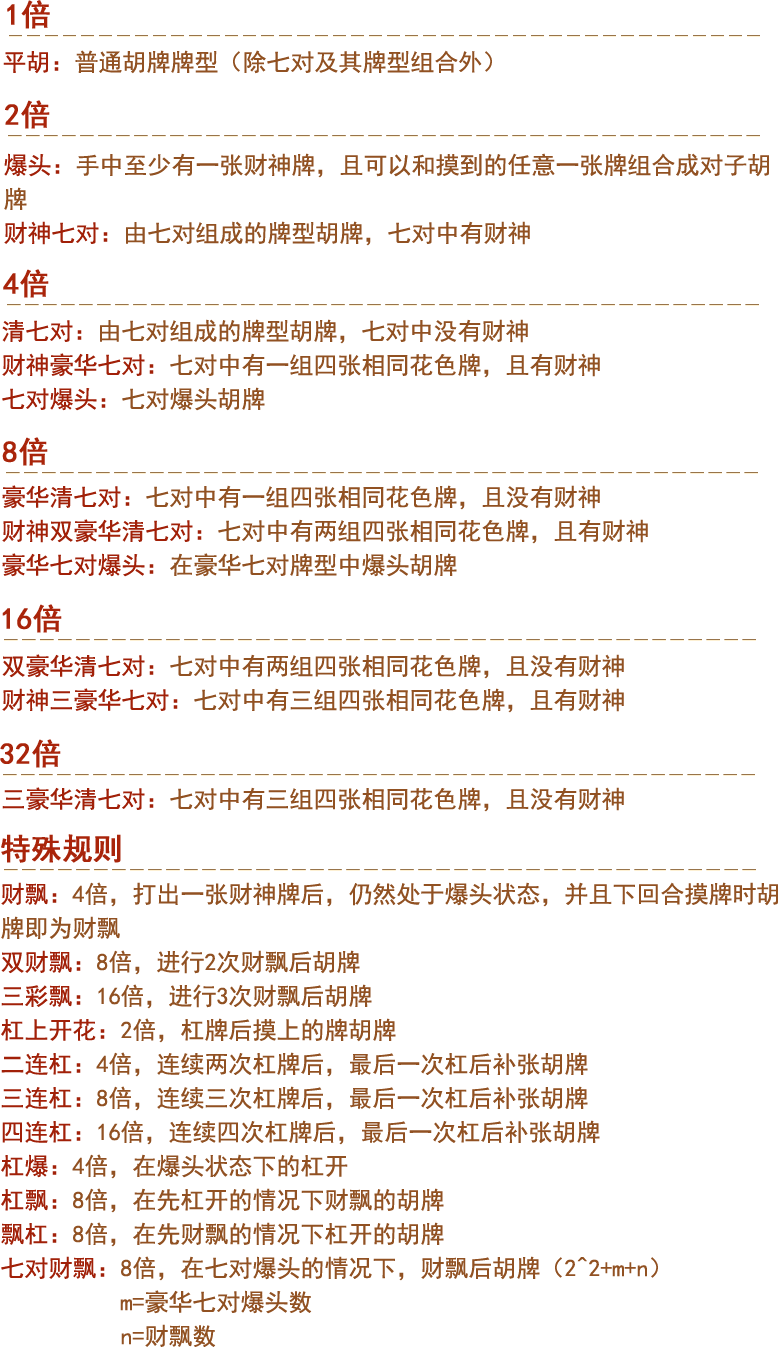 1倍
平胡：普通胡牌牌型（除七对及其牌型组合外）
2倍
爆头：手中至少有一张财神牌，且可以和摸到的任意一张牌组合成对子胡
牌
财神七对：由七对组成的牌型胡牌，七对中有财神
4倍
清七对：由七对组成的牌型胡牌，七对中没有财神
财神豪华七对：七对中有一组四张相同花色牌，且有财神
七对爆头：七对爆头胡牌
8倍
豪华清七对：七对中有一组四张相同花色牌，且没有财神
财神双豪华清七对：七对中有两组四张相同花色牌，且有财神
豪华七对爆头：在豪华七对牌型中爆头胡牌
16倍
双豪华清七对：七对中有两组四张相同花色牌，且没有财神
财神三豪华七对：七对中有三组四张相同花色牌，且有财神
32倍
三豪华清七对：七对中有三组四张相同花色牌，且没有财神
特殊规则
财飘：4倍，打出一张财神牌后，仍然处于爆头状态，并且下回合摸牌时胡
牌即为财飘
双财飘：8倍，进行2次财飘后胡牌
三彩飘：16倍，进行3次财飘后胡牌
杠上开花：2倍，杠牌后摸上的牌胡牌
二连杠：4倍，连续两次杠牌后，最后一次杠后补张胡牌
三连杠：8倍，连续三次杠牌后，最后一次杠后补张胡牌
四连杠：16倍，连续四次杠牌后，最后一次杠后补张胡牌
杠爆：4倍，在爆头状态下的杠开
杠飘：8倍，在先杠开的情况下财飘的胡牌
飘杠：8倍，在先财飘的情况下杠开的胡牌
七对财飘：8倍，在七对爆头的情况下，财飘后胡牌（2^2+m+n）
m=豪华七对爆头数
n=财飘数